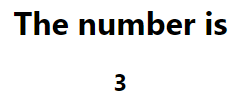 The number is
3